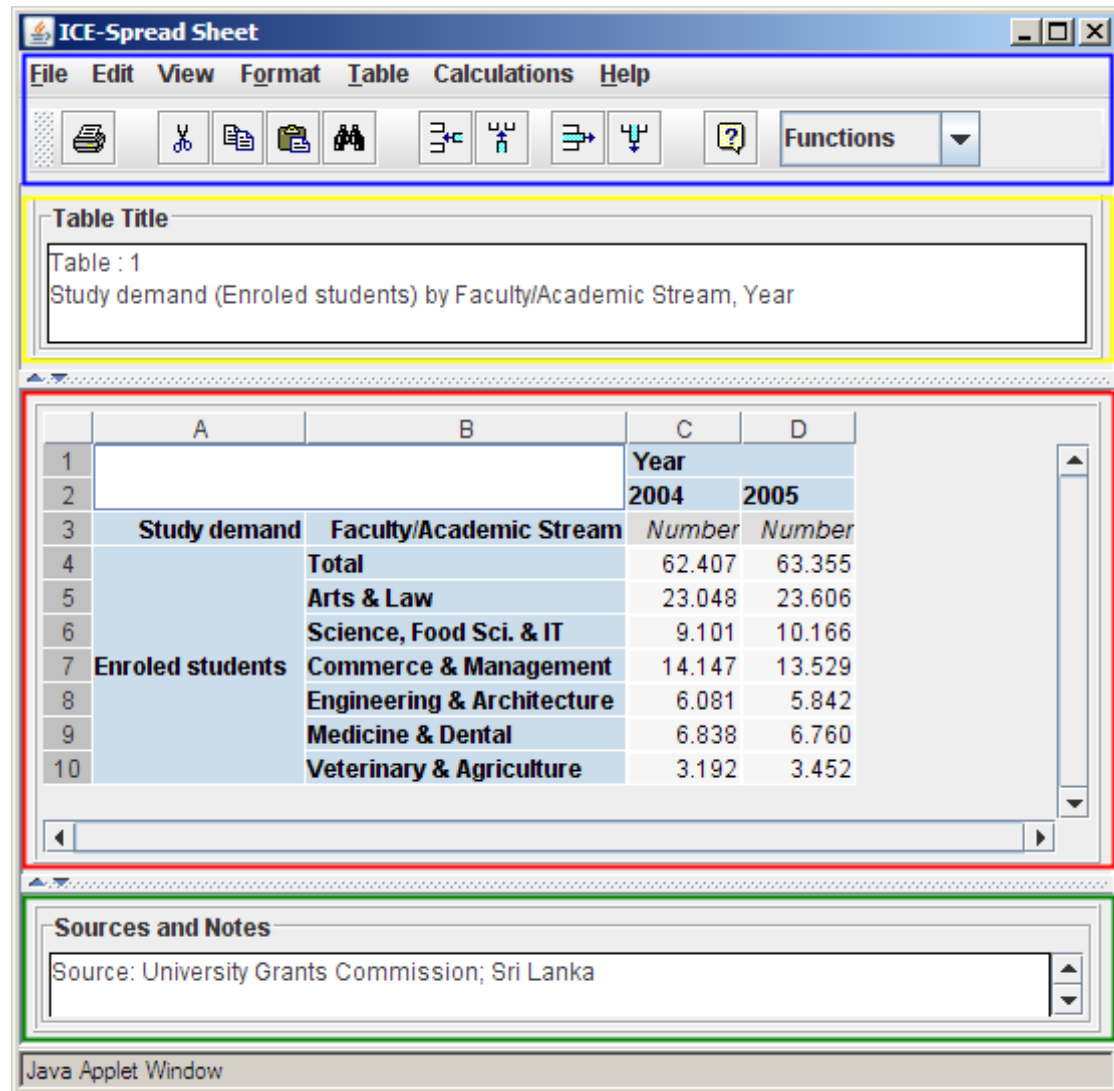 ICE-Spread Sheet
File Edit View Format Table Calculations Help
Functions
Table Title
Table : 1
Study demand (Enroled students) by Faculty/Academic Stream, Year
A B C D
1 Year
2 2004 2005
3 Study demand Faculty/Academic Stream Number Number
4 Total 62.407 63.355
5 Arts & Law 23.048 23.606
6 Science, Food Sci. & IT 9.101 10.166
7 Enroled students Commerce & Management 14.147 13.529
8 Engineering & Architecture 6.081 5.842
9 Medicine & Dental 6.838 6.760
10 Veterinary & Agriculture 3.192 3.452
Sources and Notes
Source: University Grants Commission; Sri Lanka
Java Applet Window